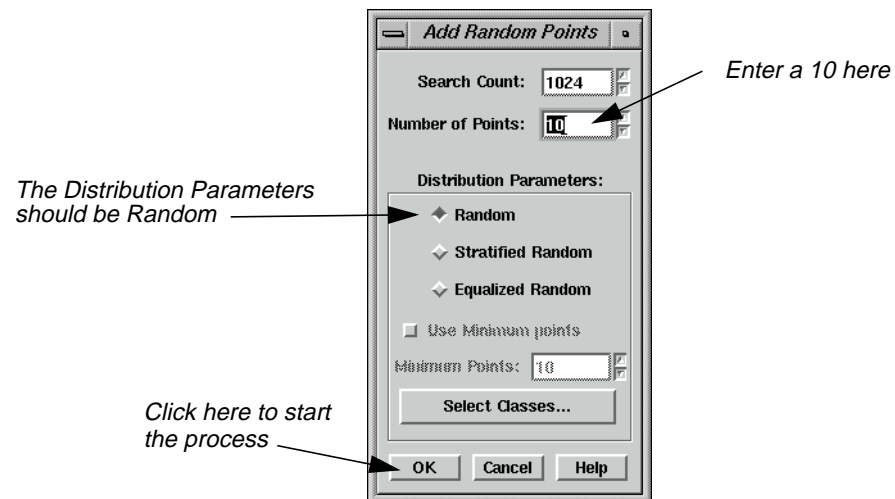 Add Random Points
Search Count: 1024
Enter a 10 here
Number of Points: 10
Distribution Parameters:
The Distribution Parameters
should be Random
Random
Stratified Random
Equalized Random
Use Minimum points
Minimum Points: 10
Select Classes...
Click here to start
the process
OK Cancel Help